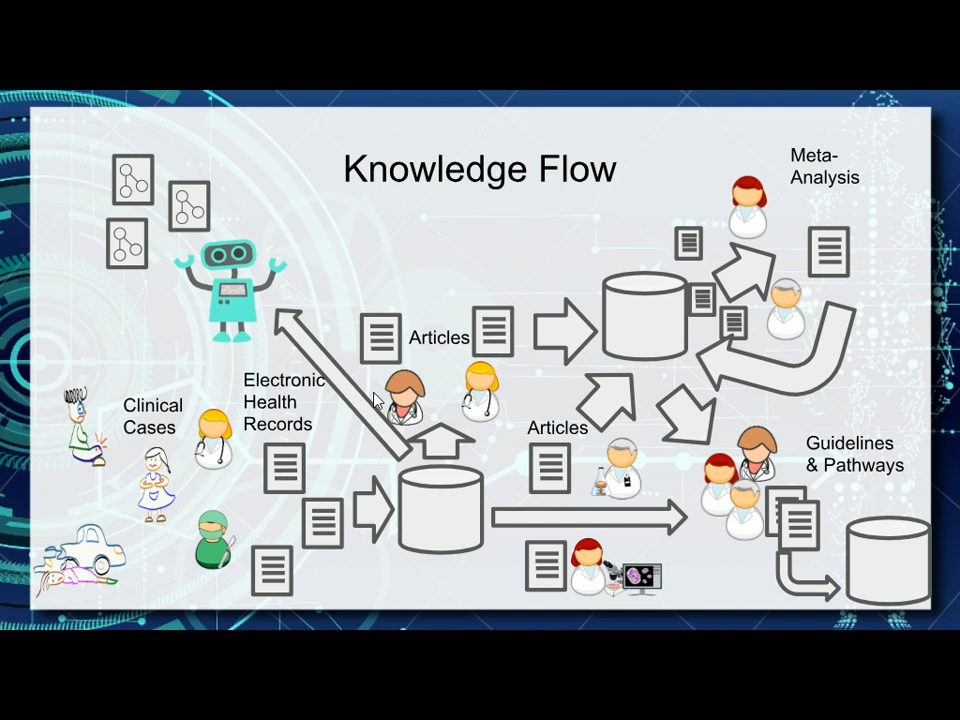 Knowledge Flow
Meta-
Analysis
Articles
Electronic
Health
Records
Clinical
Cases
Articles
Guidelines
& Pathways